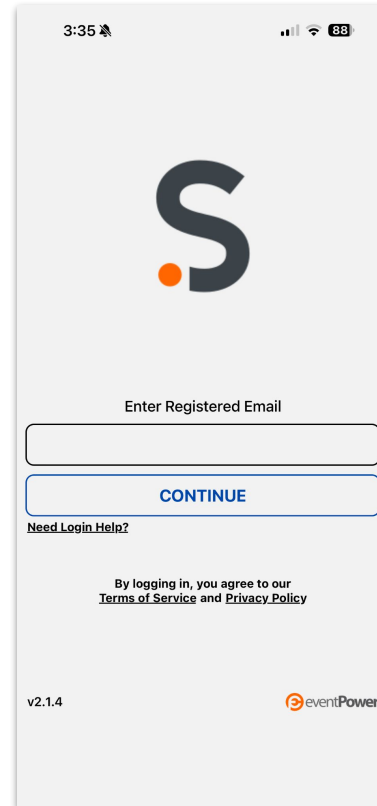 3:35
88
.S
Enter Registered Email
CONTINUE
Need Login Help?
By logging in, you agree to our
Terms of Service and Privacy Policy
v2.1.4
eventPower